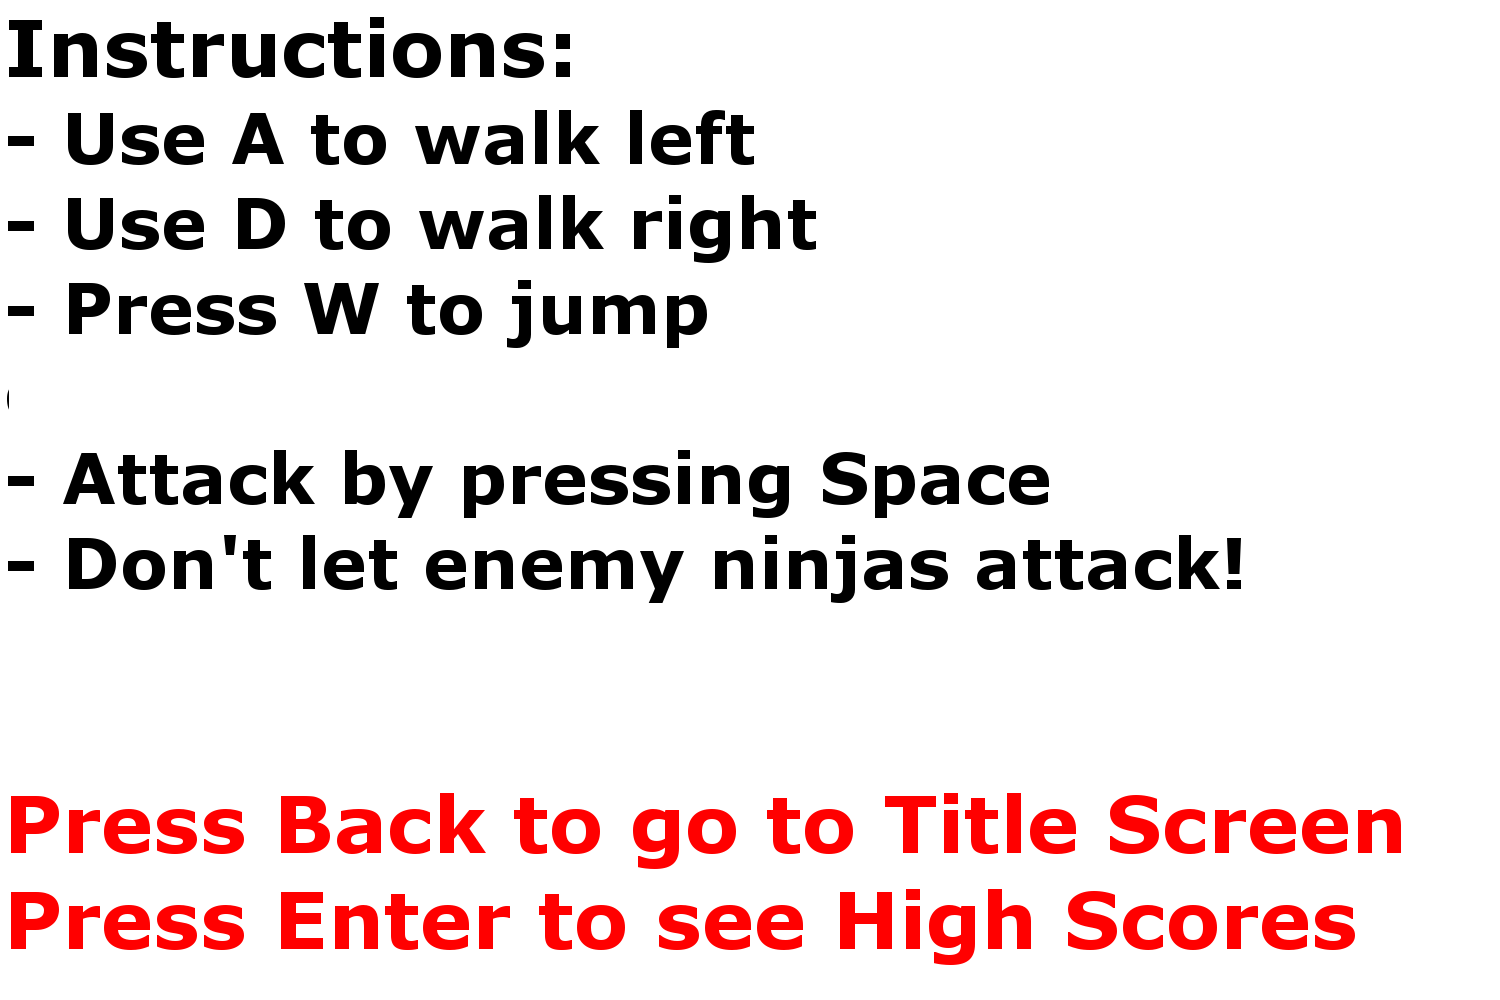 Instructions:
- Use A to walk left
- Use D to walk right
- Press W to jump
- Attack by pressing Space
- Don't let enemy ninjas attack!
Press Back to go to Title Screen
Press Enter to see High Scores